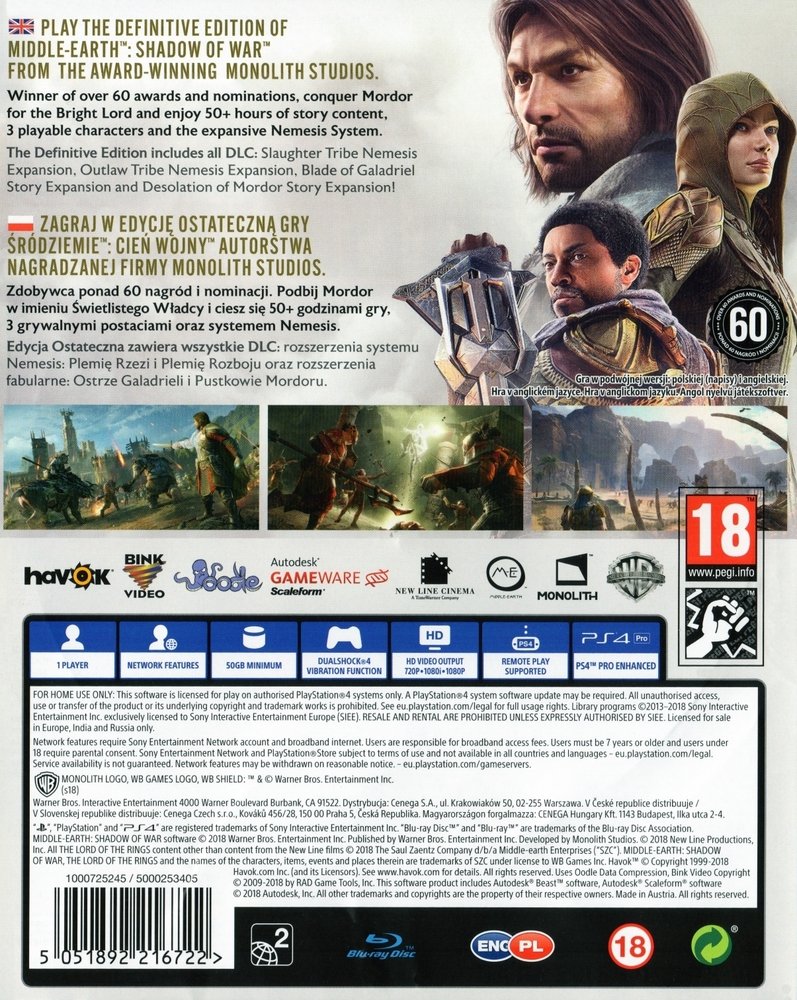 PLAY THE DEFINITIVE EDITION OF
MIDDLE-EARTH™: SHADOW OF WAR™
FROM THE AWARD-WINNING MONOLITH STUDIOS.
Winner of over 60 awards and nominations, conquer Mordor
for the Bright Lord and enjoy 50+ hours of story content,
3 playable characters and the expansive Nemesis System.
The Definitive Edition includes all DLC: Slaughter Tribe Nemesis
Expansion, Outlaw Tribe Nemesis Expansion, Blade of Galadriel
Story Expansion and Desolation of Mordor Story Expansion!
ZAGRAJ W EDYCJĘ OSTATECZNĄ GRY
ŚRÓDZIEMIE™: CIEŃ WOJNY™ AUTORSTWA
NAGRADZANEJ FIRMY MONOLITH STUDIOS.
Zdobywca ponad 60 nagród i nominacji. Podbij Mordor
w imieniu Świetlistego Władcy i ciesz się 50+ godzinami gry,
3 grywalnymi postaciami oraz systemem Nemesis.
Edycja Ostateczna zawiera wszystkie DLC: rozszerzenia systemu
Nemesis: Plemię Rzezi i Plemię Rozboju oraz rozszerzenia
fabularne: Ostrze Galadrieli i Pustkowie Mordoru.
OVER 60 AWARDS AND NOMINATIONS
60
PONAD 60 NAGRÓD I NOMINACJI
Gra w podwójnej wersji: polskiej (napisy) i angielskiej.
Hra v anglickém jazyce. Hra v anglickom jazyku. Angol nyelvű játékszoftver.
18
www.pegi.info
havok
BINK
VIDEO
oodle
Autodesk®
GAMEWARE
Scaleform®
NEW LINE CINEMA
A TimeWarner Company
ME
MIDDLE-EARTH
MONOLITH
WB GAMES
1 PLAYER
NETWORK FEATURES
50GB MINIMUM
DUALSHOCK®4
VIBRATION FUNCTION
HD
HD VIDEO OUTPUT
720P•1080i•1080P
PS4
REMOTE PLAY
SUPPORTED
PS4 Pro
PS4™ PRO ENHANCED
FOR HOME USE ONLY: This software is licensed for play on authorised PlayStation®4 systems only. A PlayStation®4 system software update may be required. All unauthorised access,
use or transfer of the product or its underlying copyright and trademark works is prohibited. See eu.playstation.com/legal for full usage rights. Library programs ©2013-2018 Sony Interactive
Entertainment Inc. exclusively licensed to Sony Interactive Entertainment Europe (SIEE). RESALE AND RENTAL ARE PROHIBITED UNLESS EXPRESSLY AUTHORISED BY SIEE. Licensed for sale
in Europe, India and Russia only.
Network features require Sony Entertainment Network account and broadband internet. Users are responsible for broadband access fees. Users must be 7 years or older and users under
18 require parental consent. Sony Entertainment Network and PlayStation®Store subject to terms of use and not available in all countries and languages – eu.playstation.com/legal.
Service availability is not guaranteed. Network features may be withdrawn on reasonable notice. – eu.playstation.com/gameservers.
MONOLITH LOGO, WB GAMES LOGO, WB SHIELD: ™ & © Warner Bros. Entertainment Inc.
(s18)
Warner Bros. Interactive Entertainment 4000 Warner Boulevard Burbank, CA 91522. Dystrybucja: Cenega S.A., ul. Krakowiaków 50, 02-255 Warszawa. V České republice distribuuje /
V Slovenskej republike distribuuje: Cenega Czech s.r.o., Kováků 456/28, 150 00 Praha 5, Česká Republika. Magyarországon forgalmazza: CENEGA Hungary Kft. 1143 Budapest, Ilka utca 2-4.
"PS", "PlayStation" and "PS4" are registered trademarks of Sony Interactive Entertainment Inc. "Blu-ray Disc™" and "Blu-ray™" are trademarks of the Blu-ray Disc Association.
MIDDLE-EARTH: SHADOW OF WAR software © 2018 Warner Bros. Entertainment Inc. Published by Warner Bros. Entertainment Inc. Developed by Monolith Studios. © 2018 New Line Productions,
Inc. All THE LORD OF THE RINGS content other than content from the New Line films © 2018 The Saul Zaentz Company d/b/a Middle-earth Enterprises ("SZC"). MIDDLE-EARTH: SHADOW
OF WAR, THE LORD OF THE RINGS and the names of the characters, items, events and places therein are trademarks of SZC under license to WB Games Inc. Havok™ © Copyright 1999-2018
Havok.com Inc. (and its Licensors). See www.havok.com for details. All rights reserved. Uses Oodle Data Compression, Bink Video Copyright
© 2009-2018 by RAD Game Tools, Inc. This software product includes Autodesk® Beast™ software, Autodesk® Scaleform® software
© 2018 Autodesk, Inc. All other trademarks and copyrights are the property of their respective owners. Made in Austria. All rights reserved.
1000725245 / 5000253405
5 051892 216722 >
2
Blu-ray Disc™
ENG PL
18
®